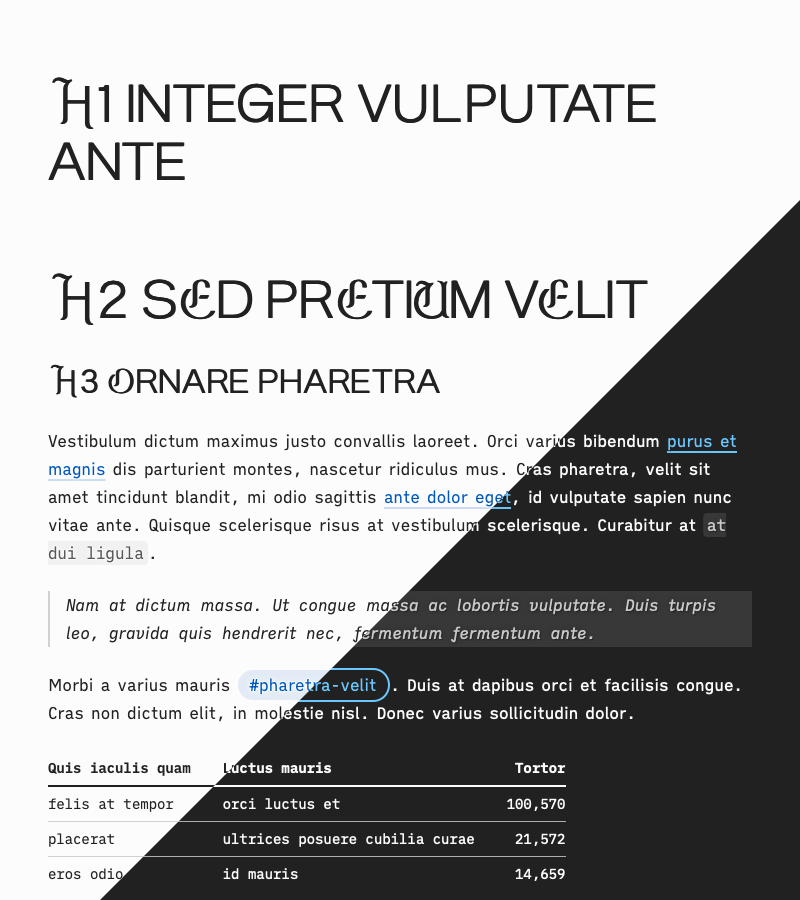 H1 INTEGER VULPUTATE
ANTE
H2 SED PRETIUM VELIT
H3 ORNARE PHARETRA
Vestibulum dictum maximus justo convallis laoreet. Orci varius bibendum purus et
magnis dis parturient montes, nascetur ridiculus mus. Cras pharetra, velit sit
amet tincidunt blandit, mi odio sagittis ante dolor eget, id vulputate sapien nunc
vitae ante. Quisque scelerisque risus at vestibulum scelerisque. Curabitur at at
dui ligula.
Nam at dictum massa. Ut congue massa ac lobortis vulputate. Duis turpis
leo, gravida quis hendrerit nec, fermentum fermentum ante.
Morbi a varius mauris #pharetra-velit. Duis at dapibus orci et facilisis congue.
Cras non dictum elit, in molestie nisl. Donec varius sollicitudin dolor.
Quis iaculis quam luctus mauris Tortor
felis at tempor orci luctus et 100,570
placerat ultrices posuere cubilia curae 21,572
eros odio id mauris 14,659